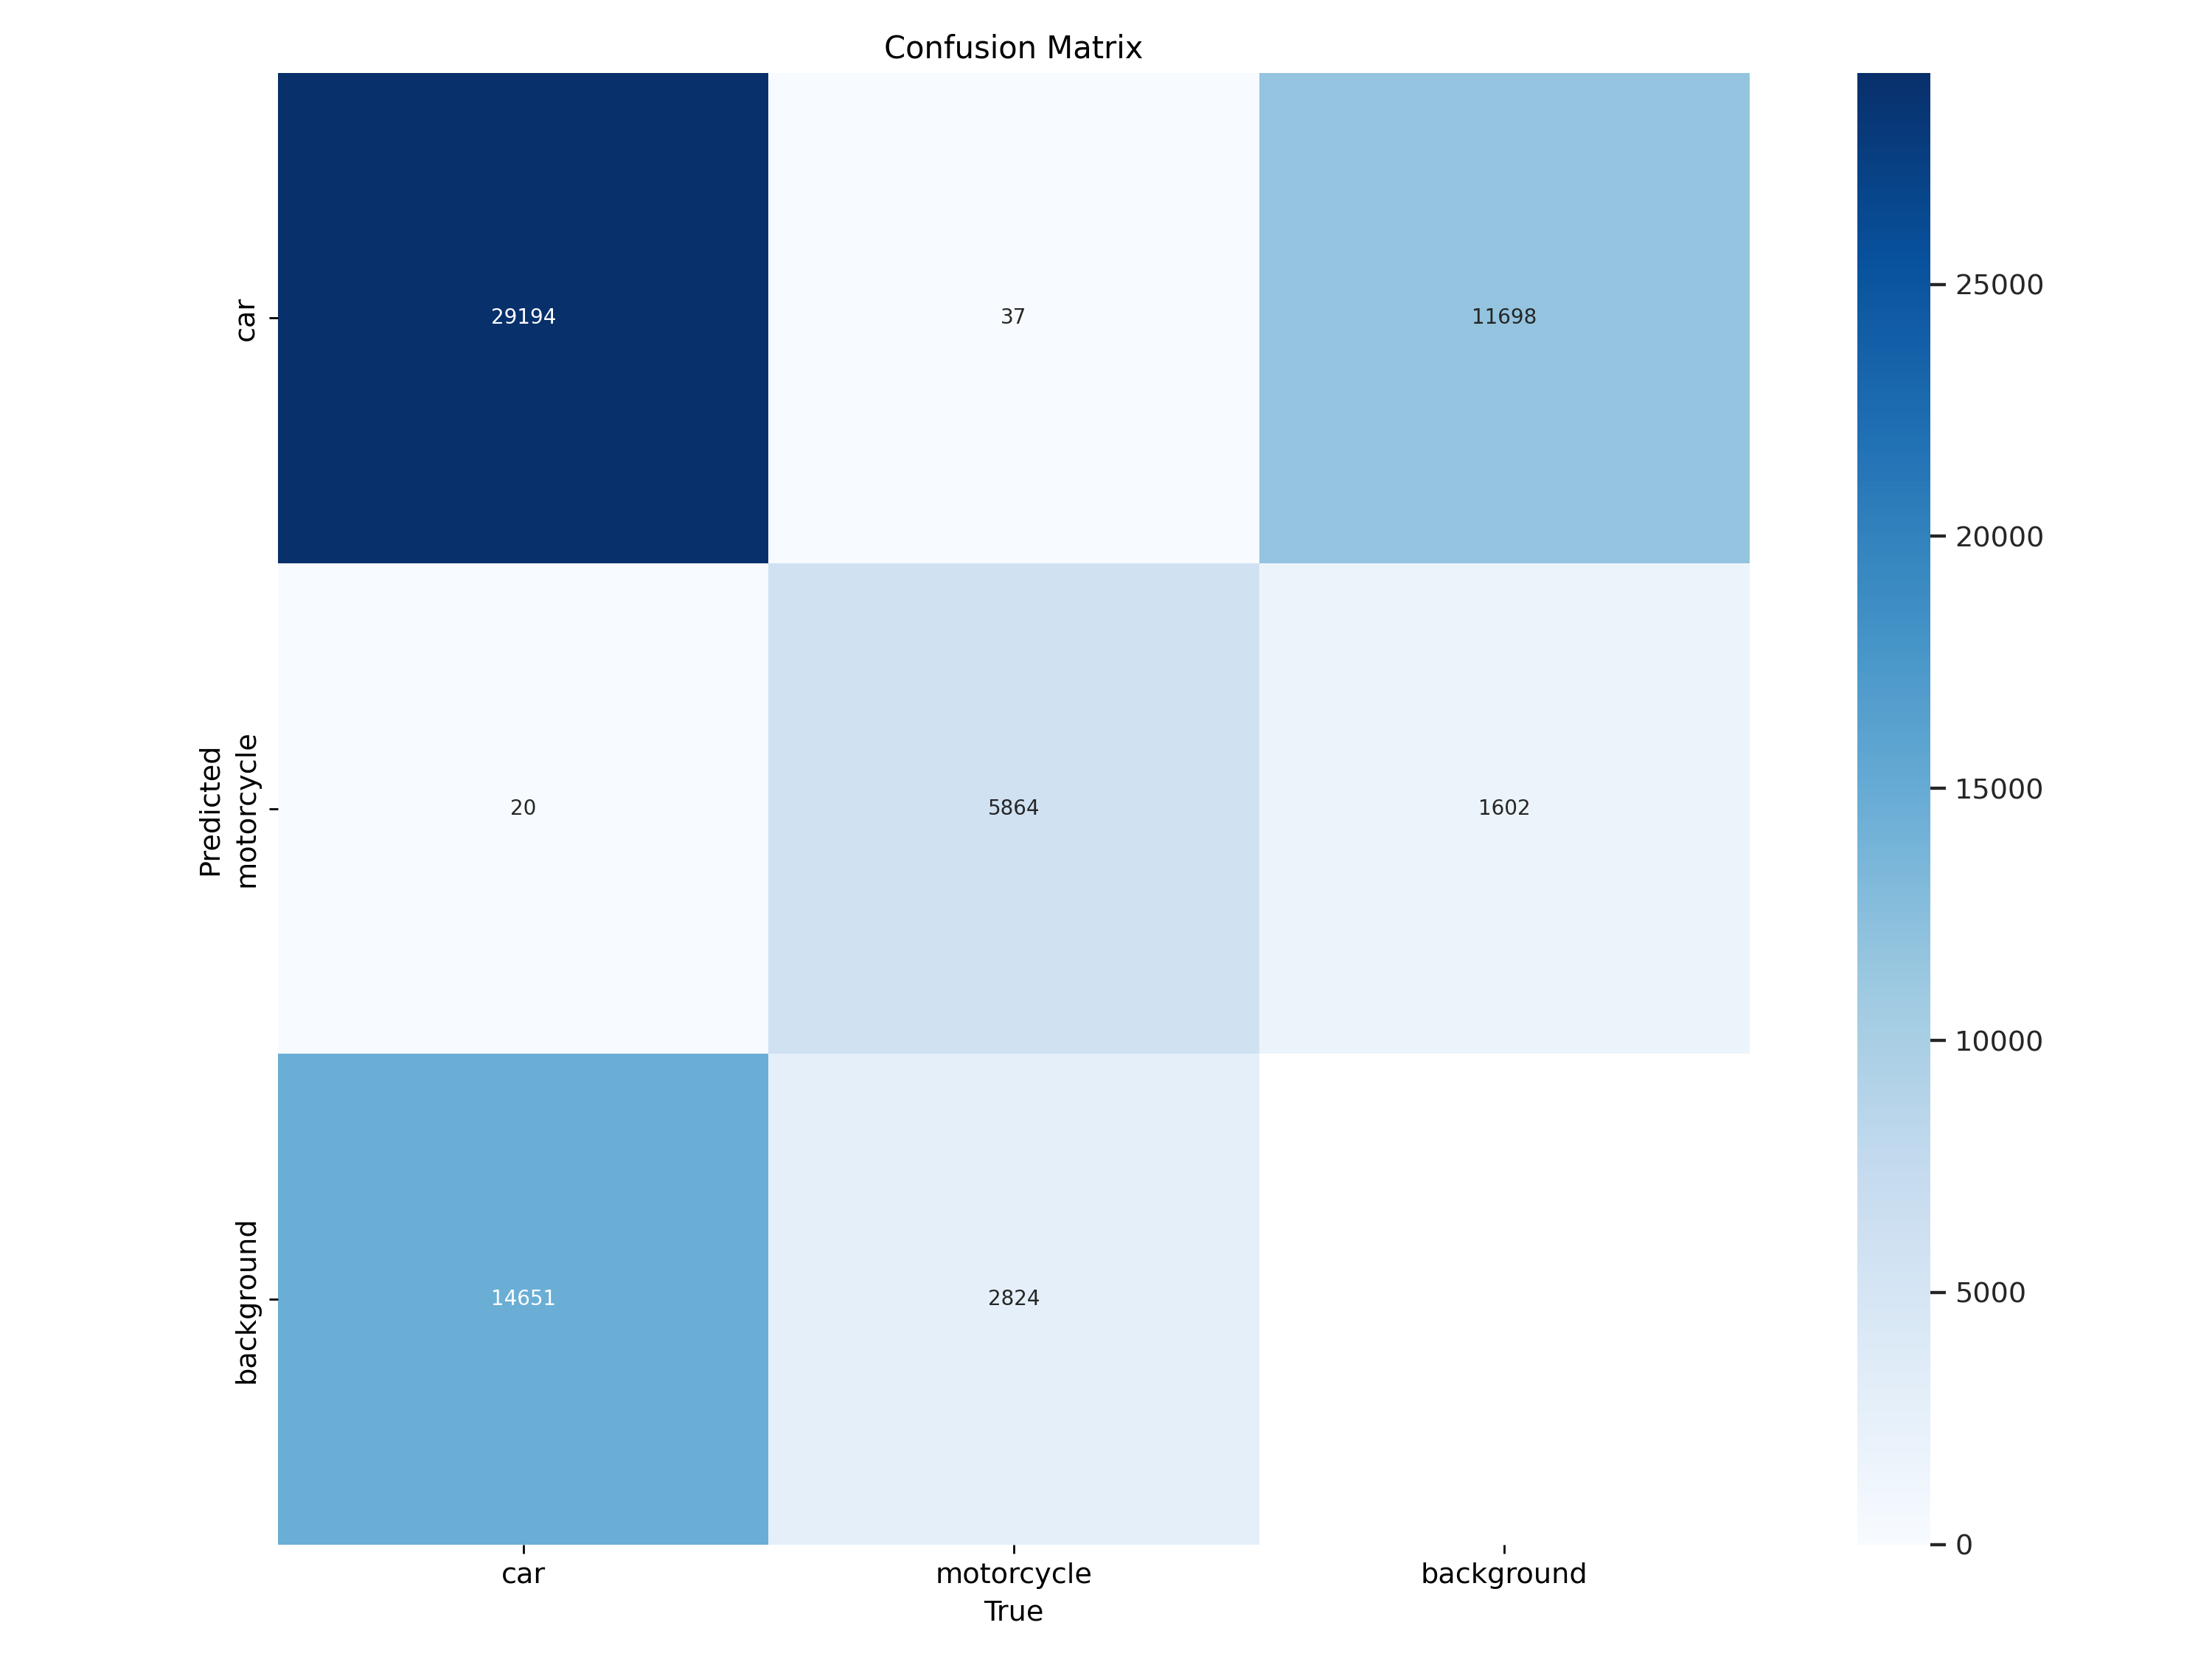 Confusion Matrix
car
29194
37
11698
Predicted
motorcycle
20
5864
1602
background
14651
2824
car
motorcycle
background
True
25000
20000
15000
10000
5000
0